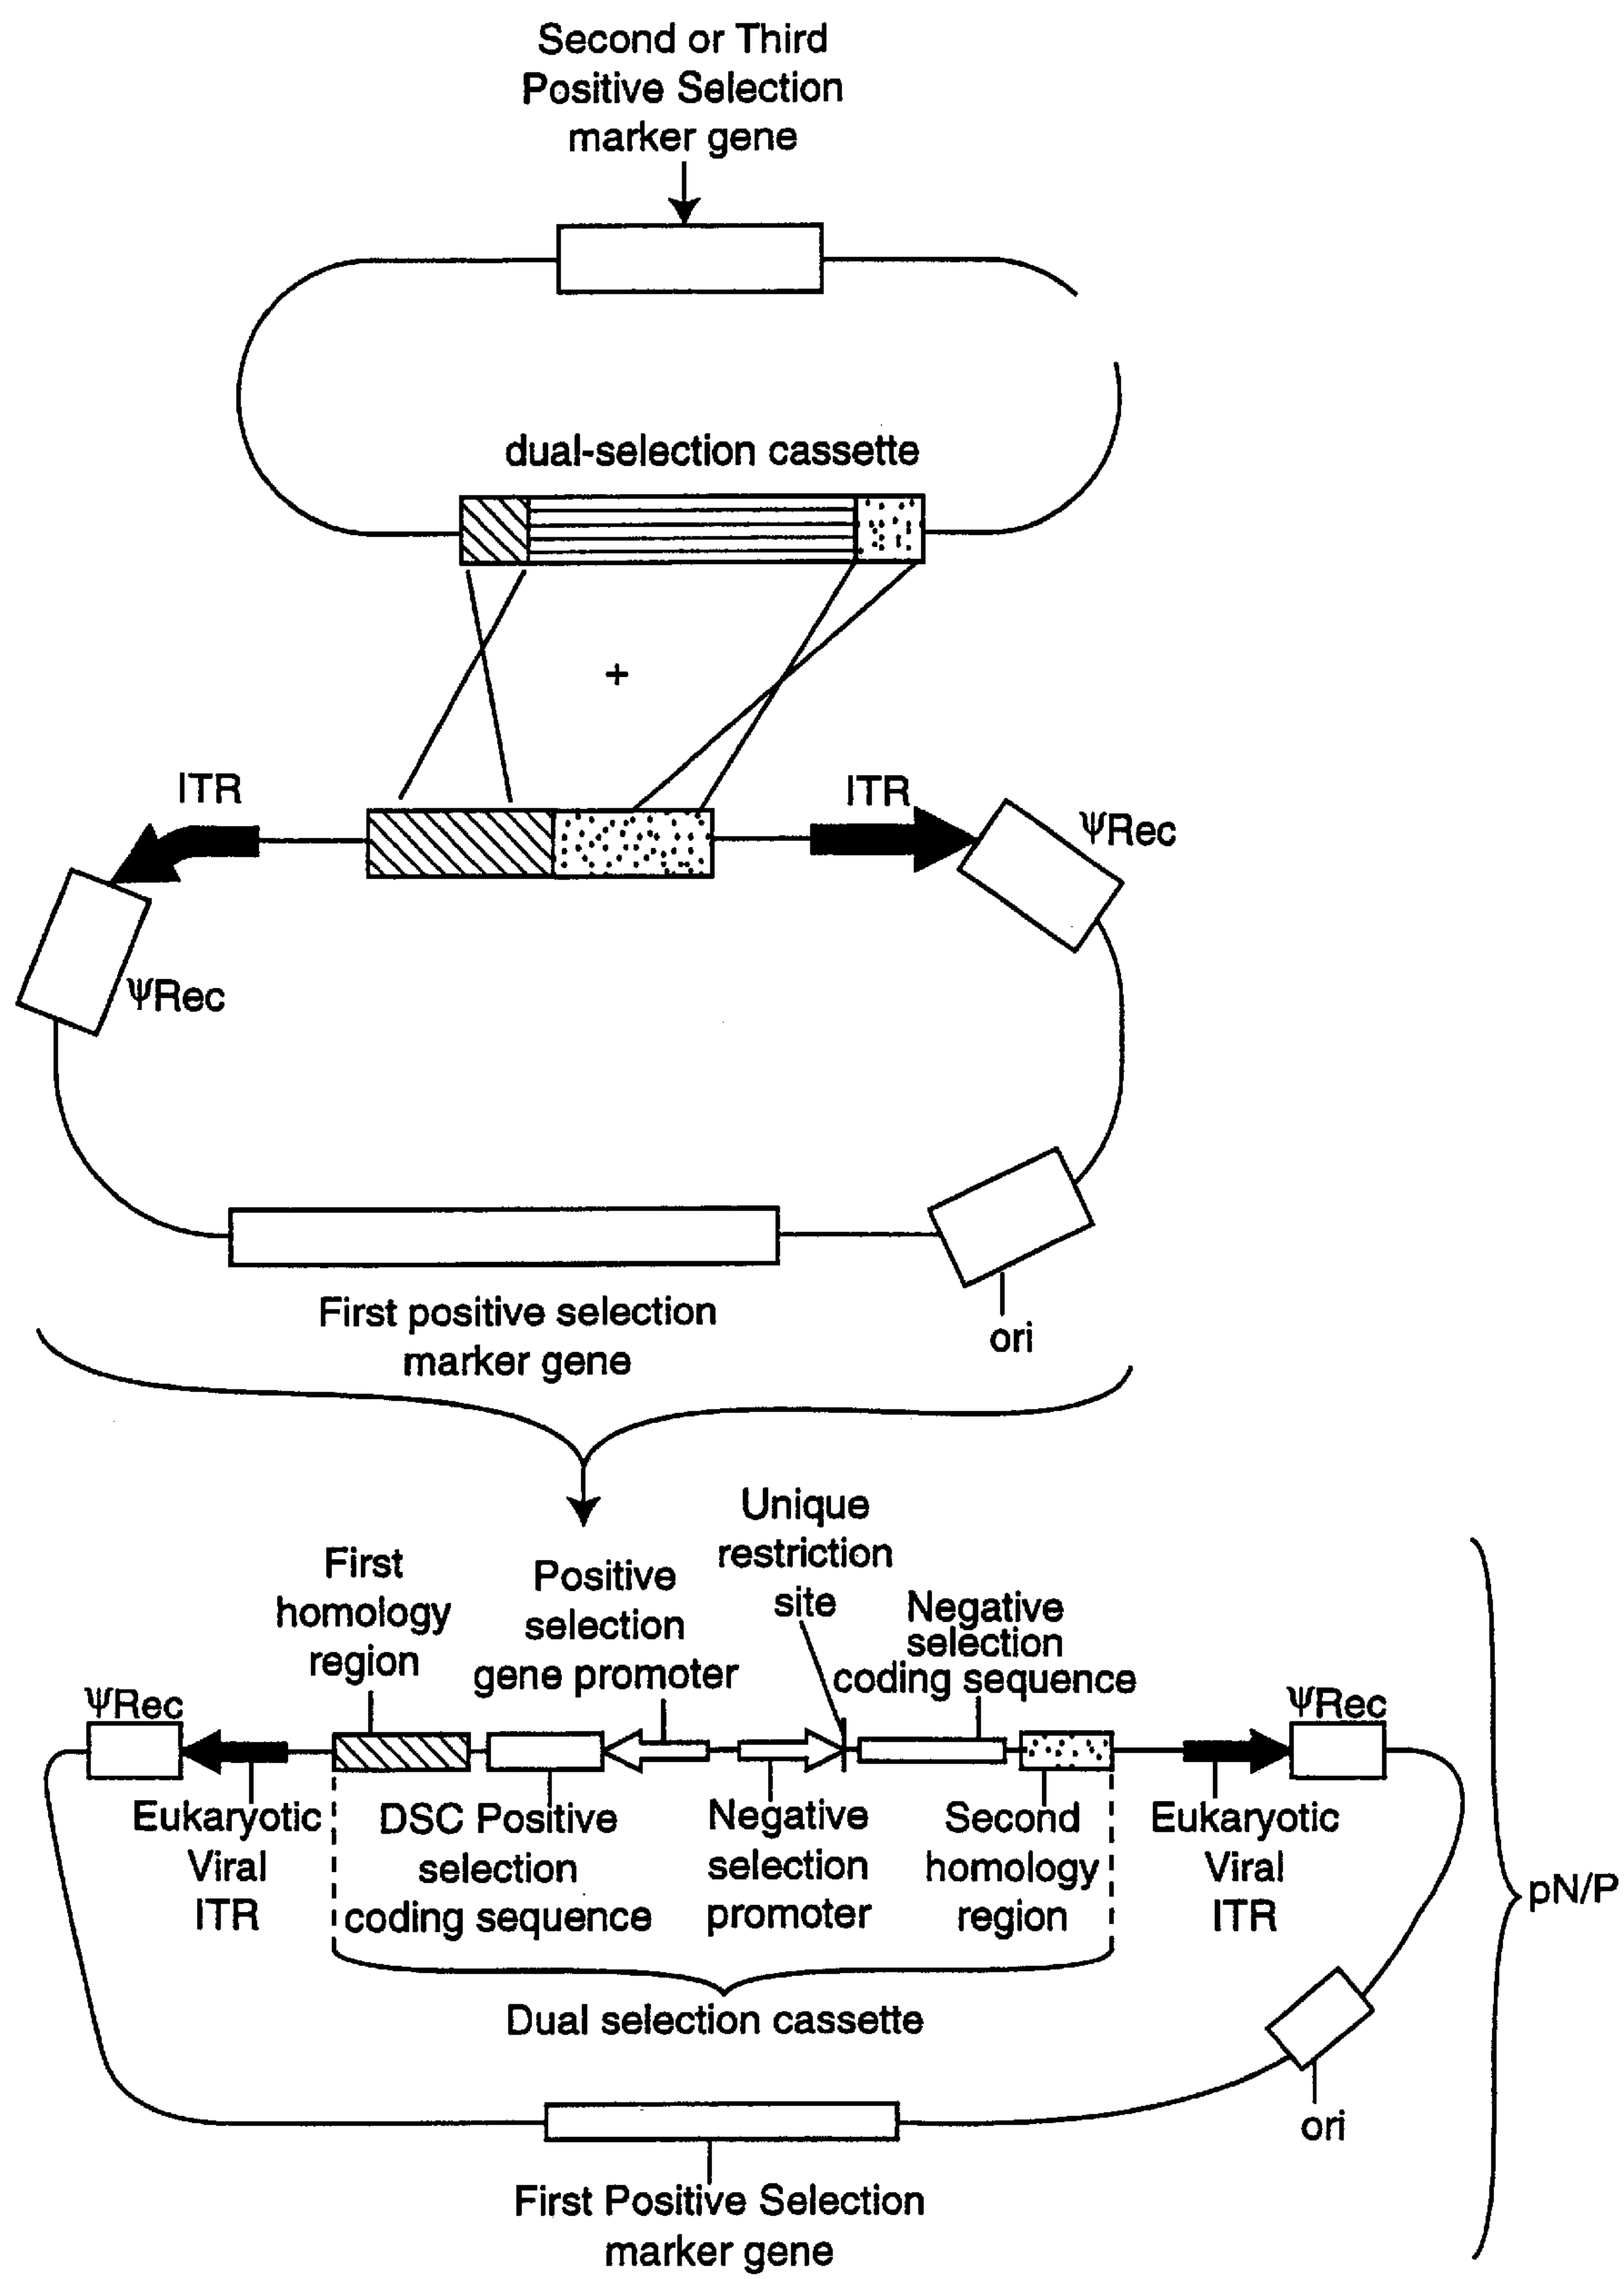 Second or Third
Positive Selection
marker gene
dual-selection cassette
+
ITR
ITR
ΨRec
ΨRec
First positive selection
marker gene
ori
Unique
restriction
site
First
homology
region
Positive
selection
gene promoter
Negative
selection
coding sequence
ΨRec
ΨRec
Eukaryotic
Viral
ITR
DSC Positive
selection
coding sequence
Negative
selection
promoter
Second
homology
region
Eukaryotic
Viral
ITR
pN/P
Dual selection cassette
ori
First Positive Selection
marker gene